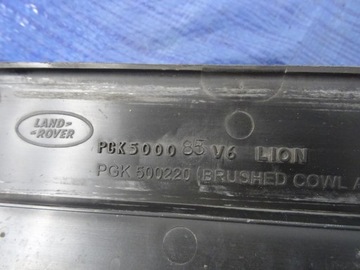 LAND-
-ROVER
PGK5000 85 V6 LION
PGK 500220 (BRUSHED COWL A